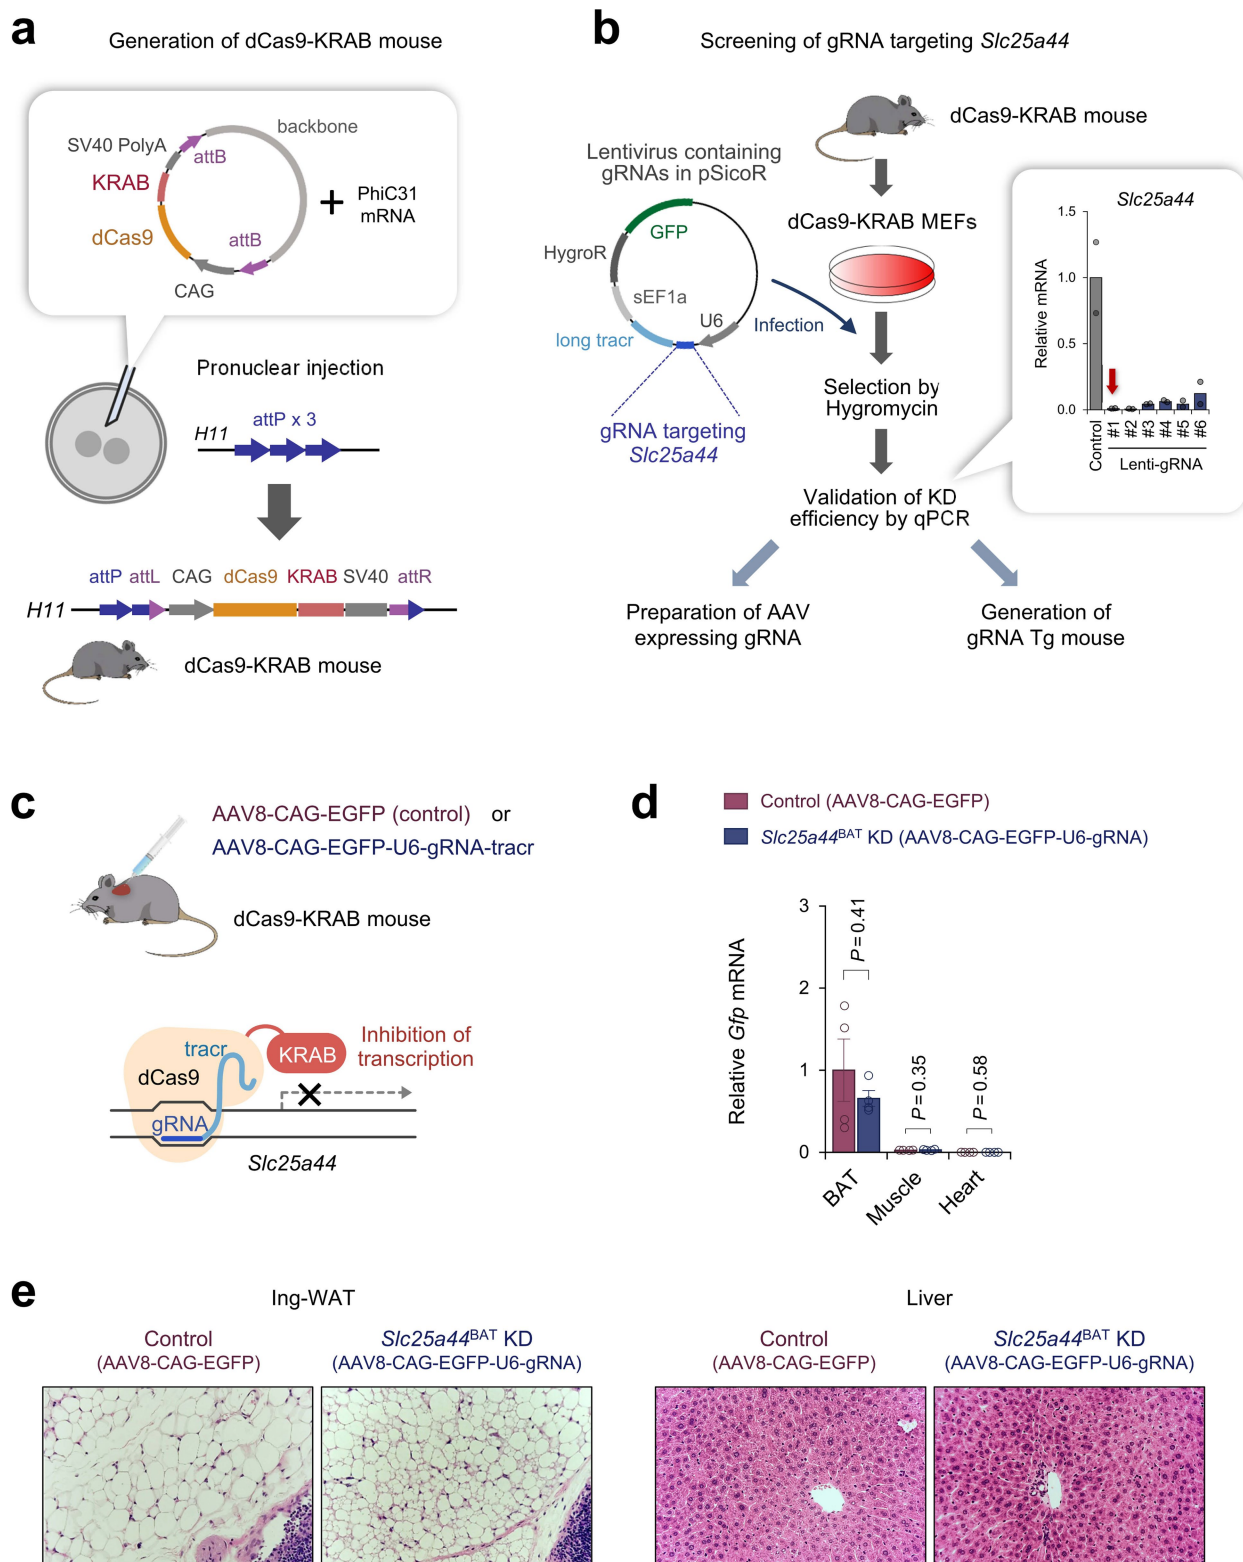 a
Generation of dCas9-KRAB mouse
backbone
SV40 PolyA
attB
KRAB
PhiC31
mRNA
+
dCas9
attB
CAG
Pronuclear injection
attP x 3
H11
attP attL CAG dCas9 KRAB SV40 attR
H11
dCas9-KRAB mouse
b
Screening of gRNA targeting Slc25a44
dCas9-KRAB mouse
Lentivirus containing
gRNAs in pSicoR
dCas9-KRAB MEFs
GFP
HygroR
sEF1a
U6
long tracr
Infection
gRNA targeting
Slc25a44
Selection by
Hygromycin
Validation of KD
efficiency by qPCR
Preparation of AAV
expressing gRNA
Generation of
gRNA Tg mouse
Slc25a44
Relative mRNA
1.5
1.0
0.5
0.0
Control
#1
#2
#3
#4
#5
#6
Lenti-gRNA
c
AAV8-CAG-EGFP (control) or
AAV8-CAG-EGFP-U6-gRNA-tracr
dCas9-KRAB mouse
tracr
dCas9
KRAB
Inhibition of
transcription
gRNA
Slc25a44
d
Control (AAV8-CAG-EGFP)
Slc25a44BAT KD (AAV8-CAG-EGFP-U6-gRNA)
Relative Gfp mRNA
3
2
1
0
P = 0.41
P = 0.35
P = 0.58
BAT
Muscle
Heart
e
Ing-WAT
Control
(AAV8-CAG-EGFP)
Slc25a44BAT KD
(AAV8-CAG-EGFP-U6-gRNA)
Liver
Control
(AAV8-CAG-EGFP)
Slc25a44BAT KD
(AAV8-CAG-EGFP-U6-gRNA)